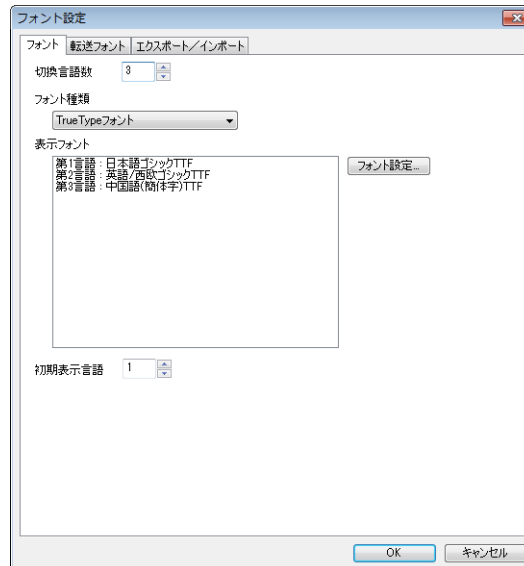 フォント設定
フォント 転送フォント エクスポート／インポート
切換言語数 3
フォント種類
TrueTypeフォント
表示フォント
第1言語：日本語ゴシックTTF
第2言語：英語/西欧ゴシックTTF
第3言語：中国語(簡体字)TTF
フォント設定...
初期表示言語 1
OK キャンセル